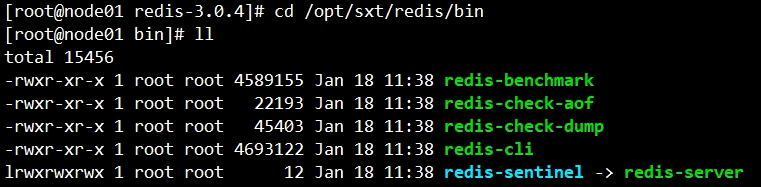 [root@node01 redis-3.0.4]# cd /opt/sxt/redis/bin
[root@node01 bin]# ll
total 15456
-rwxr-xr-x 1 root root 4589155 Jan 18 11:38 redis-benchmark
-rwxr-xr-x 1 root root   22193 Jan 18 11:38 redis-check-aof
-rwxr-xr-x 1 root root   45403 Jan 18 11:38 redis-check-dump
-rwxr-xr-x 1 root root 4693122 Jan 18 11:38 redis-cli
lrwxrwxrwx 1 root root      12 Jan 18 11:38 redis-sentinel -> redis-server